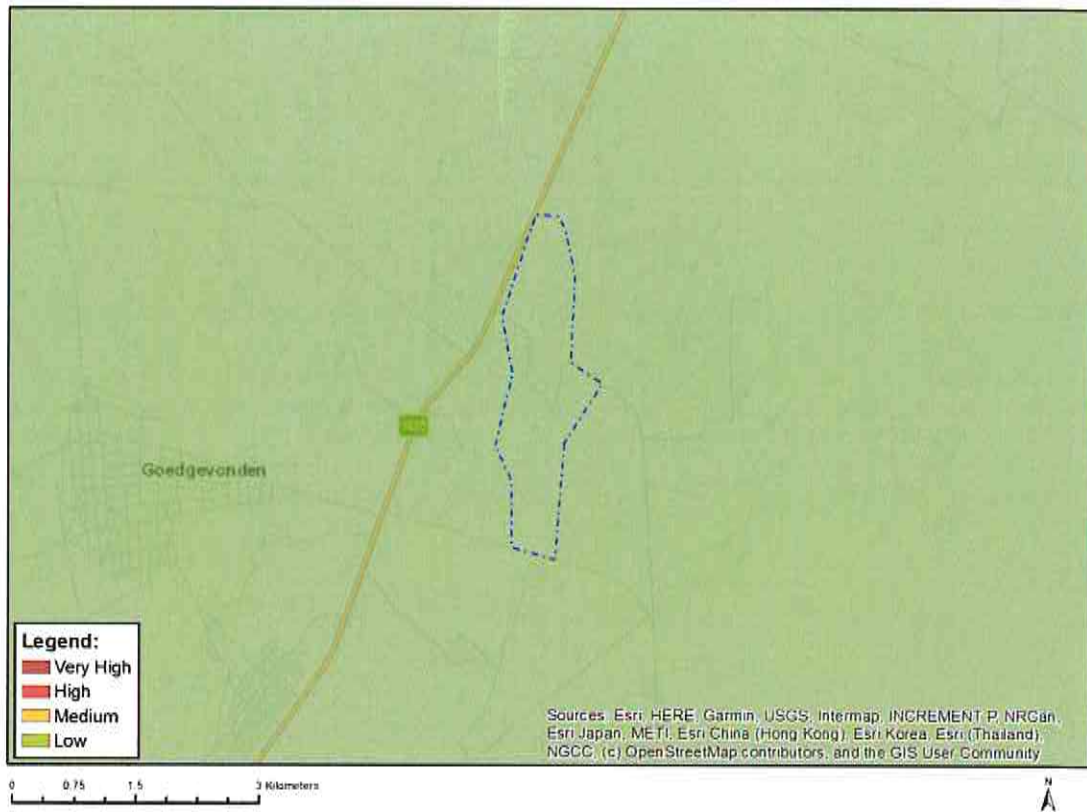 Goedgevonden
Legend:
Very High
High
Medium
Low
Sources: Esri, HERE, Garmin, USGS, Intermap, INCREMENT P, NRCan,
Esri Japan, METI, Esri China (Hong Kong), Esri Korea, Esri (Thailand),
NGCC, (c) OpenStreetMap contributors, and the GIS User Community
0 0.75 1.5 3 Kilometers
N